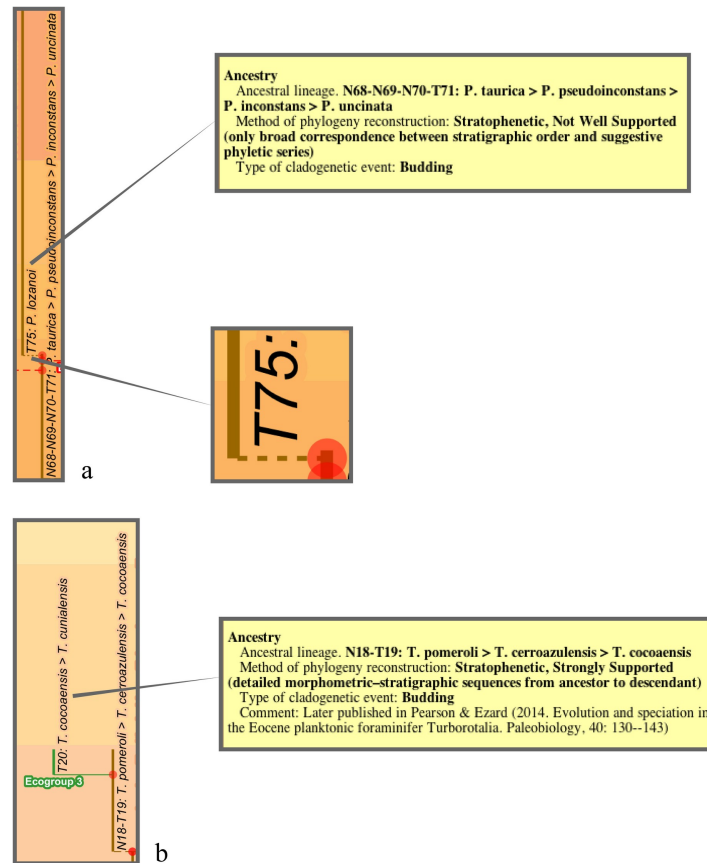 T75: P. lozanoi
N68-N69-N70-T71: P. taurica > P. pseudoinconstans > P. inconstans > P. uncinata
Ancestry
Ancestral lineage. N68-N69-N70-T71: P. taurica > P. pseudoinconstans >
P. inconstans > P. uncinata
Method of phylogeny reconstruction: Stratophenetic, Not Well Supported
(only broad correspondence between stratigraphic order and suggestive
phyletic series)
Type of cladogenetic event: Budding
T75:
a
T20: T. cocoaensis > T. cunialensis
N18-T19: T. pomeroli > T. cerroazulensis > T. cocoaensis
Ecogroup 3
Ancestry
Ancestral lineage. N18-T19: T. pomeroli > T. cerroazulensis > T. cocoaensis
Method of phylogeny reconstruction: Stratophenetic, Strongly Supported
(detailed morphometric–stratigraphic sequences from ancestor to descendant)
Type of cladogenetic event: Budding
Comment: Later published in Pearson & Ezard (2014. Evolution and speciation in
the Eocene planktonic foraminifer Turborotalia. Paleobiology, 40: 130--143)
b